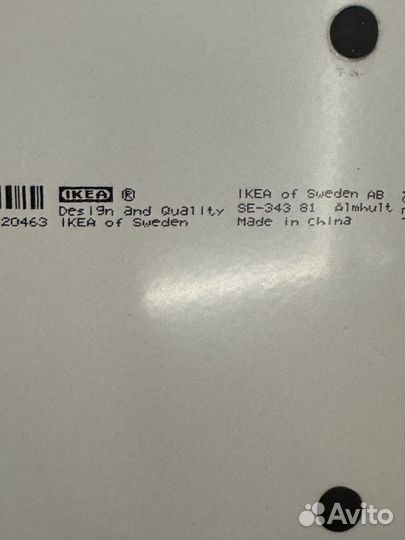 IKEA ®
Design and Quality
IKEA of Sweden
20463
IKEA of Sweden AB
SE-343 81 Älmhult
Made in China
Avito